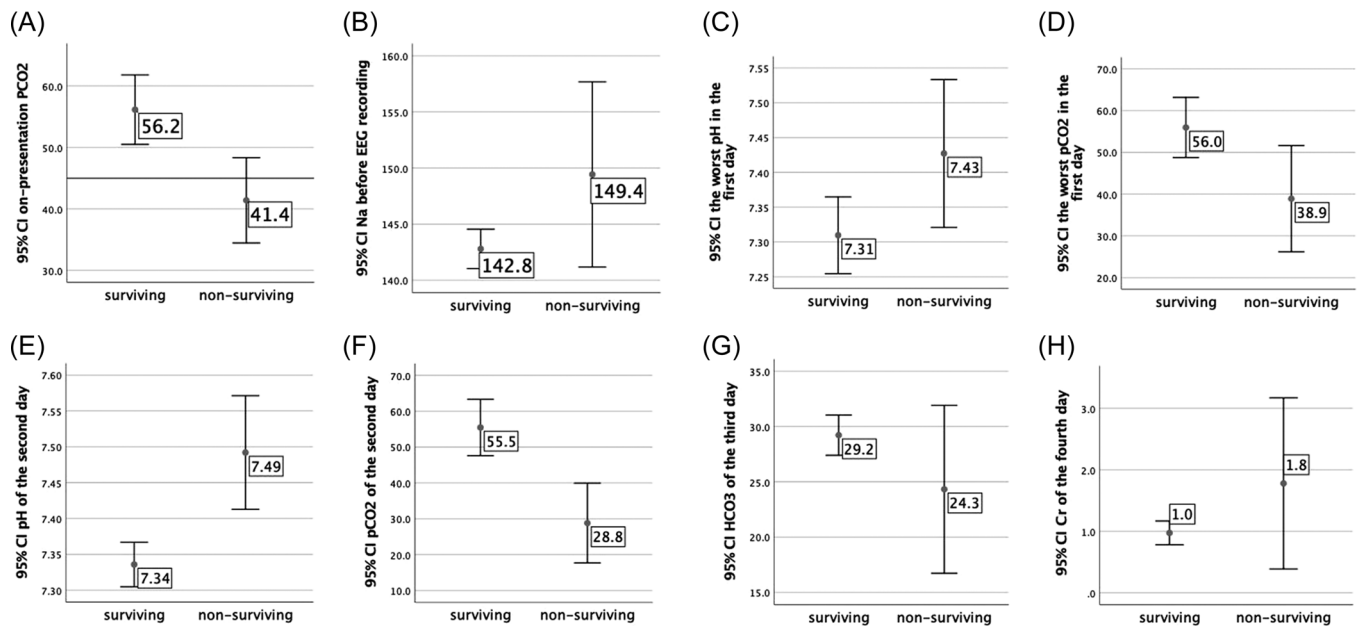 (A)
95% CI on-presentation PCO2
60.0
50.0
40.0
30.0
56.2
41.4
surviving
non-surviving
(B)
95% CI Na before EEG recording
160.0
155.0
150.0
145.0
140.0
142.8
149.4
surviving
non-surviving
(C)
95% CI the worst pH in the
first day
7.55
7.50
7.45
7.40
7.35
7.30
7.25
7.31
7.43
surviving
non-surviving
(D)
95% CI the worst pCO2 in the
first day
70.0
60.0
50.0
40.0
30.0
20.0
56.0
38.9
surviving
non-surviving
(E)
95% CI pH of the second day
7.60
7.55
7.50
7.45
7.40
7.35
7.30
7.34
7.49
surviving
non-surviving
(F)
95% CI pCO2 of the second day
70.0
60.0
50.0
40.0
30.0
20.0
10.0
55.5
28.8
surviving
non-surviving
(G)
95% CI HCO3 of the third day
35.0
30.0
25.0
20.0
15.0
29.2
24.3
surviving
non-surviving
(H)
95% CI Cr of the fourth day
3.0
2.0
1.0
.0
1.0
1.8
surviving
non-surviving